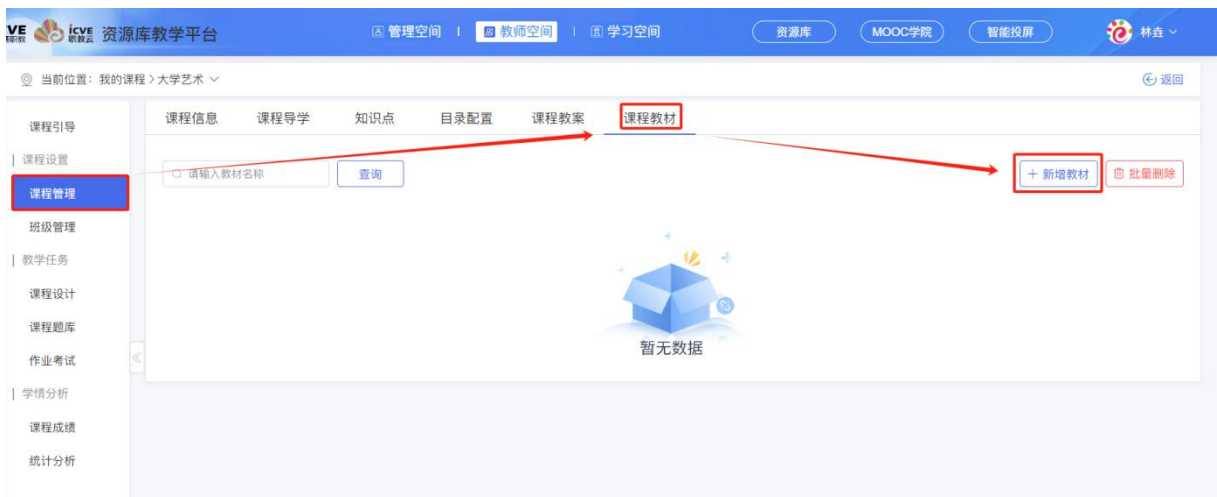 icve 资源库教学平台 管理空间 教师空间 学习空间 资源库 MOOC学院 智能投屏 林垚
职教云
当前位置：我的课程 > 大学艺术 返回
课程引导 课程信息 课程导学 知识点 目录配置 课程教案 课程教材
课程设置
请输入教材名称 查询 + 新增教材 批量删除
课程管理
班级管理
教学任务
课程设计
课程题库
暂无数据
作业考试
学情分析
课程成绩
统计分析